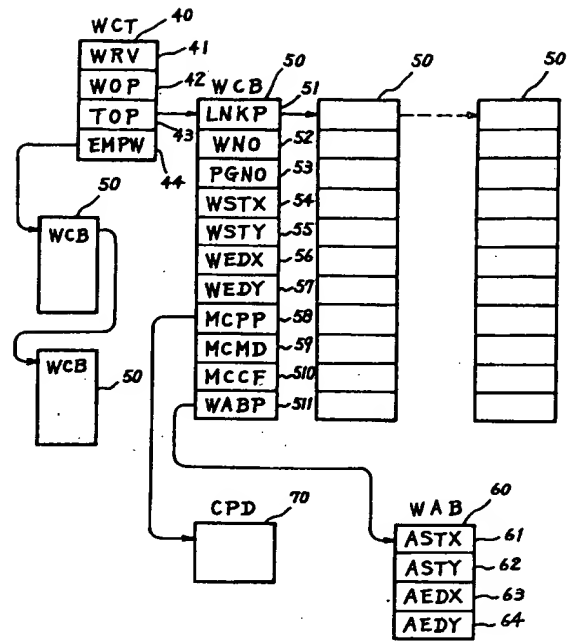 WCT 40
WRV 41
WOP 42
TOP 43
EMPW 44
50
WCB
WCB 50
WCB 50
LNKP 51
WNO 52
PGNO 53
WSTX 54
WSTY 55
WEDX 56
WEDY 57
MCPP 58
MCMD 59
MCCF 510
WABP 511
50
50
CPD 70
WAB 60
ASTX 61
ASTY 62
AEDX 63
AEDY 64